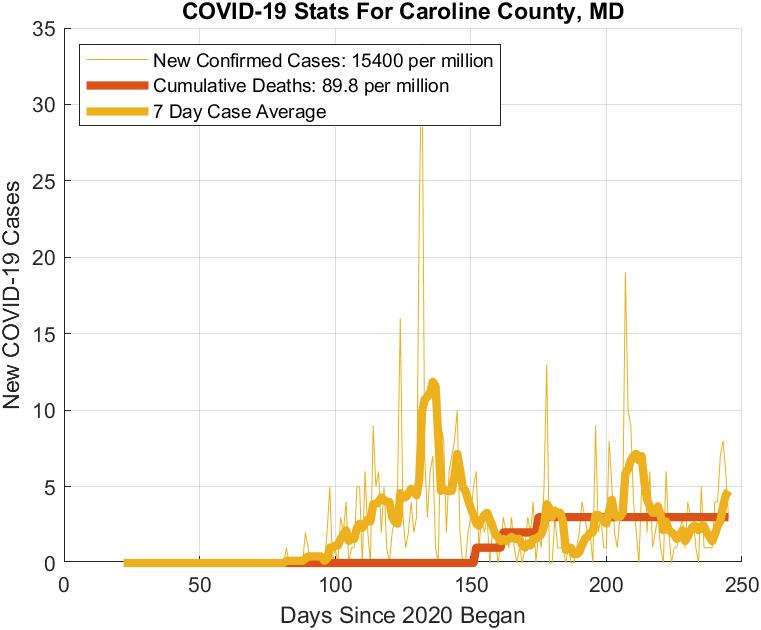 COVID-19 Stats For Caroline County, MD
New Confirmed Cases: 15400 per million
Cumulative Deaths: 89.8 per million
7 Day Case Average
New COVID-19 Cases
35
30
25
20
15
10
5
0
0 50 100 150 200 250
Days Since 2020 Began